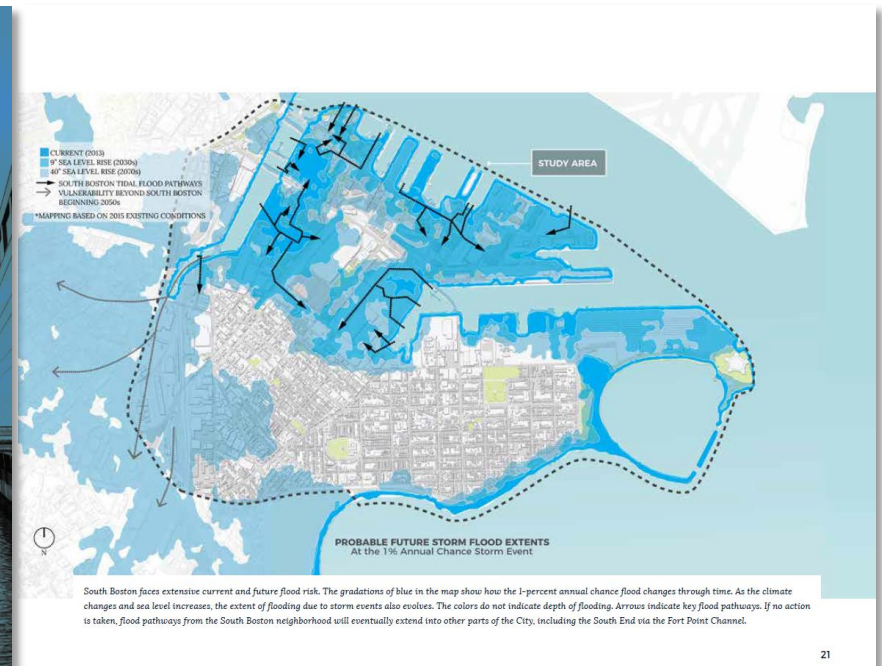 CURRENT (2013)
9" SEA LEVEL RISE (2030s)
40" SEA LEVEL RISE (2070s)
SOUTH BOSTON TIDAL FLOOD PATHWAYS
VULNERABILITY BEYOND SOUTH BOSTON
BEGINNING 2050s
*MAPPING BASED ON 2015 EXISTING CONDITIONS
STUDY AREA
N
PROBABLE FUTURE STORM FLOOD EXTENTS
At the 1% Annual Chance Storm Event
South Boston faces extensive current and future flood risk. The gradations of blue in the map show how the 1-percent annual chance flood changes through time. As the climate
changes and sea level increases, the extent of flooding due to storm events also evolves. The colors do not indicate depth of flooding. Arrows indicate key flood pathways. If no action
is taken, flood pathways from the South Boston neighborhood will eventually extend into other parts of the City, including the South End via the Fort Point Channel.
21